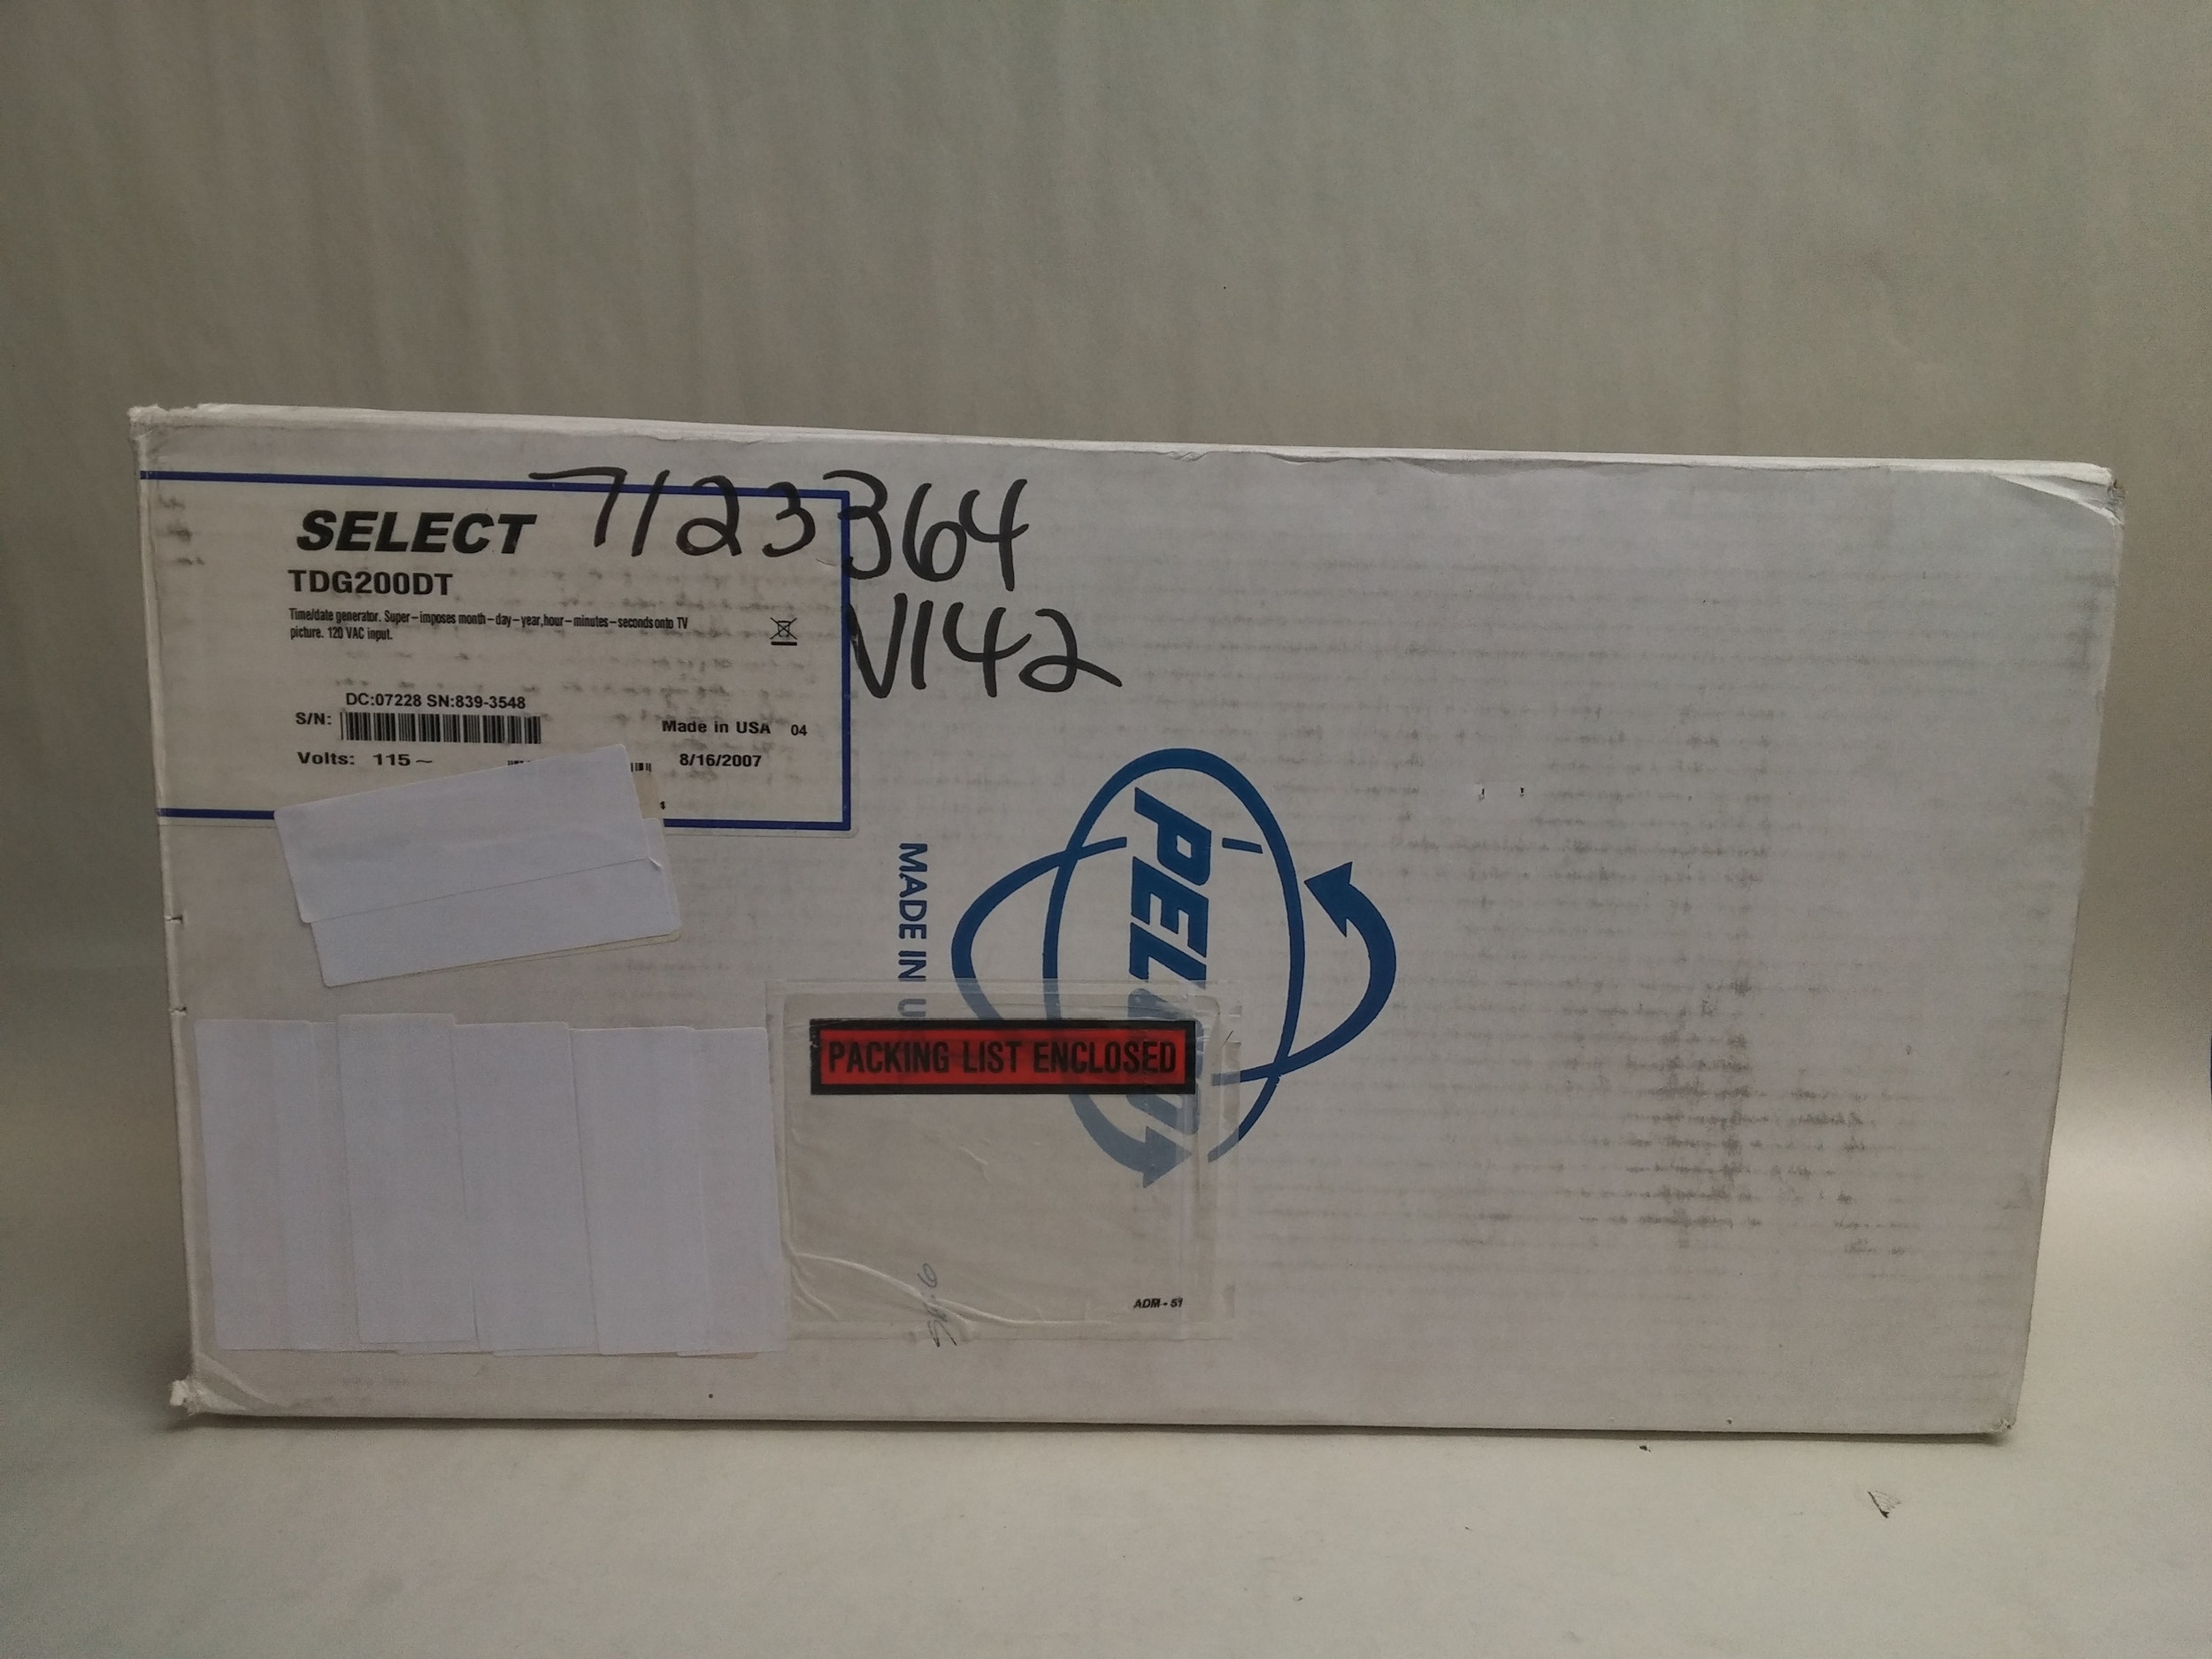 7123364
V142
SELECT
TDG200DT
Time/date generator. Super-imposes month-day-year, hour-minutes-seconds onto TV
picture. 120 VAC input.
DC:07228 SN:839-3548
S/N:
Made in USA 04
Volts: 115~
8/16/2007
MADE IN U
PELCO
PACKING LIST ENCLOSED
ADM-51